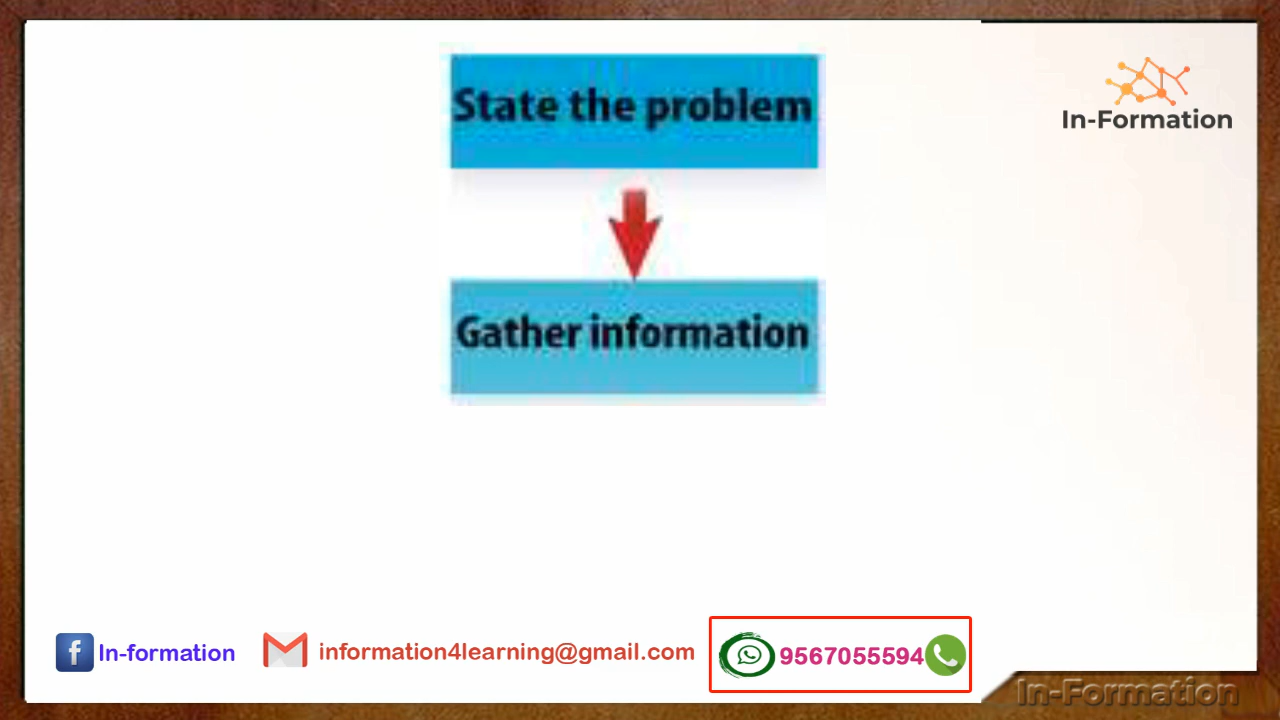 State the problem
In-Formation
Gather information
In-formation
information4learning@gmail.com
9567055594
In-Formation